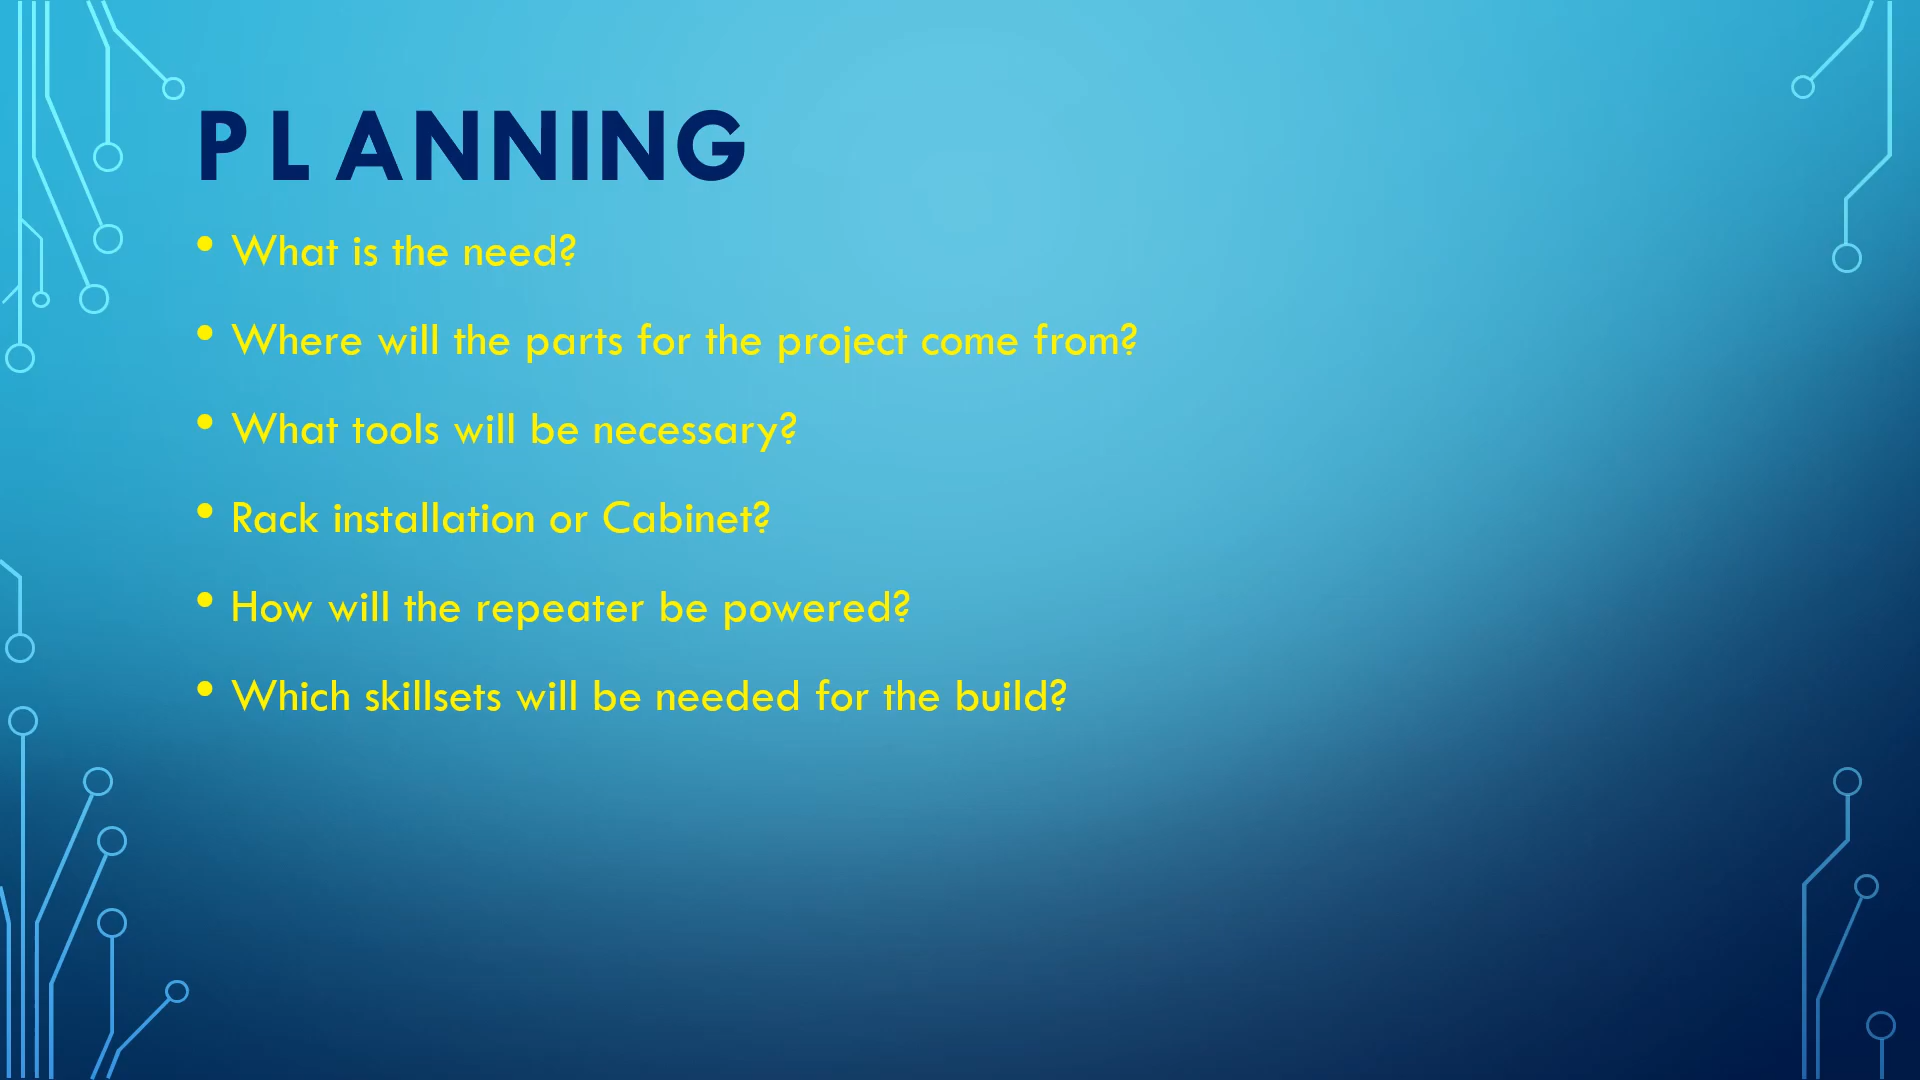 PLANNING
• What is the need?
• Where will the parts for the project come from?
• What tools will be necessary?
• Rack installation or Cabinet?
• How will the repeater be powered?
• Which skillsets will be needed for the build?